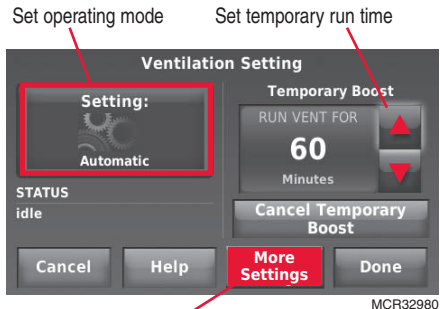 Set operating mode
Set temporary run time
Ventilation Setting
Setting:
Automatic
STATUS
idle
Temporary Boost
RUN VENT FOR
60
Minutes
Cancel Temporary
Boost
Cancel
Help
More
Settings
Done
MCR32980